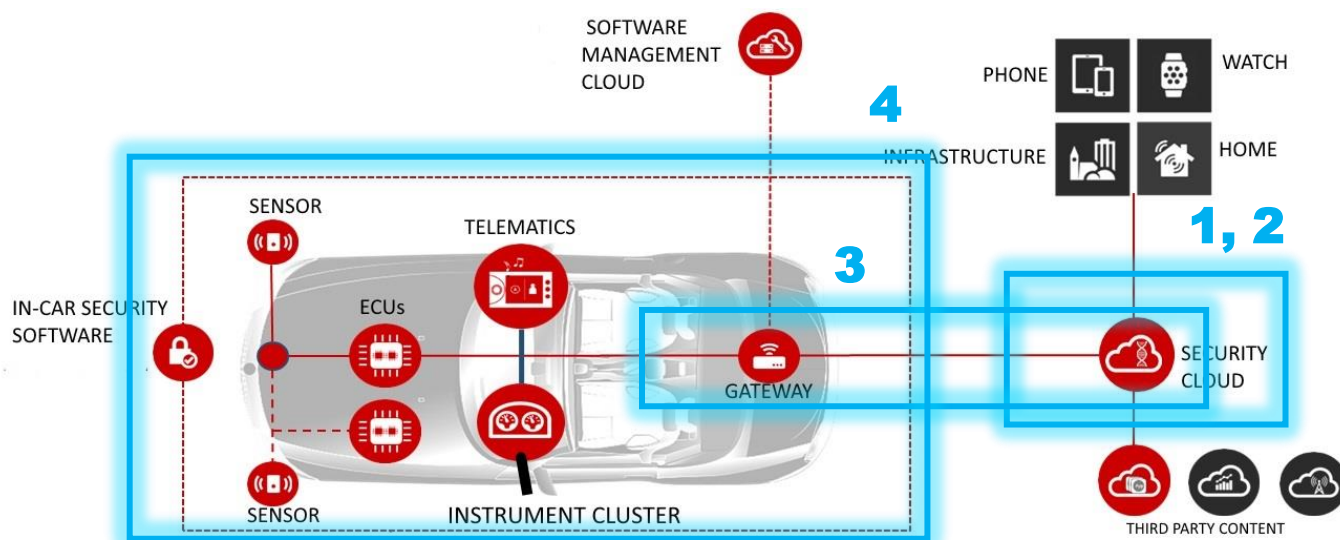 SOFTWARE
MANAGEMENT
CLOUD
PHONE
WATCH
4
INFRASTRUCTURE
HOME
SENSOR
TELEMATICS
1, 2
3
IN-CAR SECURITY
SOFTWARE
ECUs
SECURITY
CLOUD
GATEWAY
SENSOR
INSTRUMENT CLUSTER
THIRD PARTY CONTENT